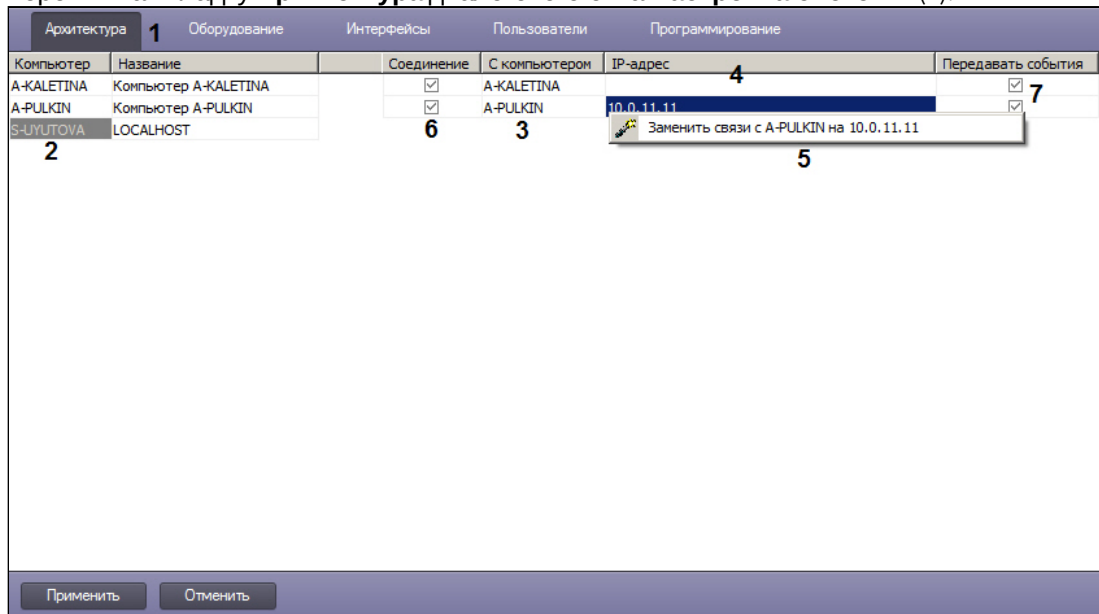 Архитектура 1 Оборудование Интерфейсы Пользователи Программирование
Компьютер Название Соединение С компьютером IP-адрес Передавать события
4
A-KALETINA Компьютер A-KALETINA A-KALETINA
7
A-PULKIN Компьютер A-PULKIN A-PULKIN 10.0.11.11
S-UYUTOVA LOCALHOST 6 3 Заменить связи с A-PULKIN на 10.0.11.11
2 5
Применить Отменить